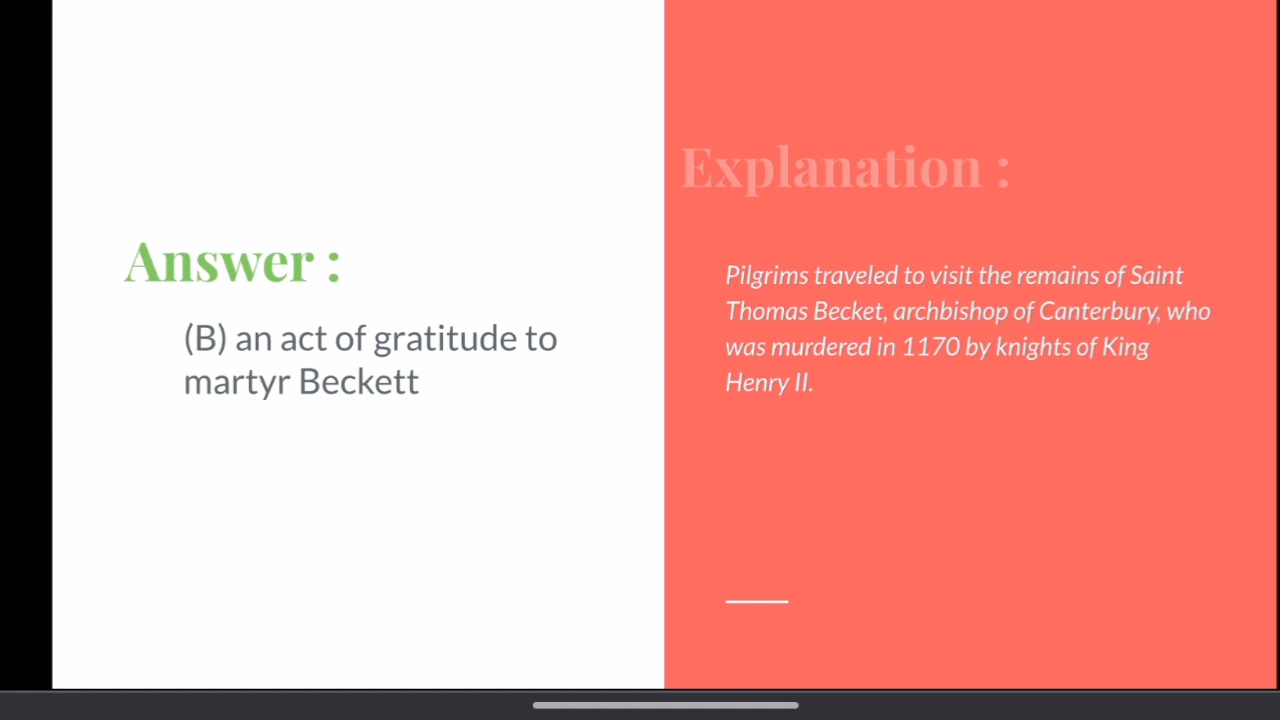 Answer :
(B) an act of gratitude to
martyr Beckett
Explanation :
Pilgrims traveled to visit the remains of Saint
Thomas Becket, archbishop of Canterbury, who
was murdered in 1170 by knights of King
Henry II.